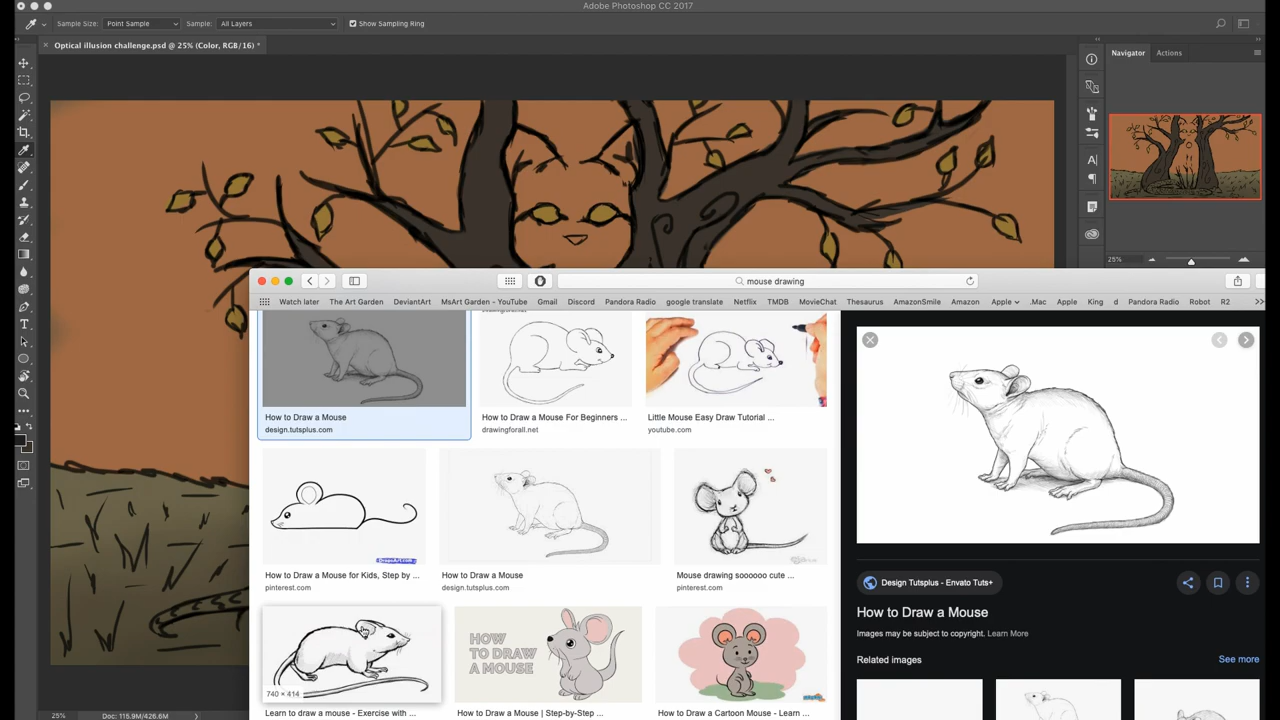 Adobe Photoshop CC 2017
Sample Size: Point Sample Sample: All Layers Show Sampling Ring
Optical illusion challenge.psd @ 25% (Color, RGB/16) *
Navigator Actions
25%
mouse drawing
Watch later The Art Garden DeviantArt MsArt Garden - YouTube Gmail Discord Pandora Radio google translate Netflix TMDB MovieChat Thesaurus AmazonSmile Amazon Apple .Mac Apple King d Pandora Radio Robot R2
How to Draw a Mouse
design.tutsplus.com
How to Draw a Mouse For Beginners ...
drawingforall.net
Little Mouse Easy Draw Tutorial ...
youtube.com
How to Draw a Mouse for Kids, Step by ...
pinterest.com
How to Draw a Mouse
design.tutsplus.com
Mouse drawing soooooo cute ...
pinterest.com
740 × 414
Learn to draw a mouse - Exercise with ...
HOW
TO DRAW
A MOUSE
How to Draw a Mouse | Step-by-Step ...
How to Draw a Cartoon Mouse - Learn ...
Design Tutsplus - Envato Tuts+
How to Draw a Mouse
Images may be subject to copyright. Learn More
Related images See more
25% Doc: 115.9M/426.6M